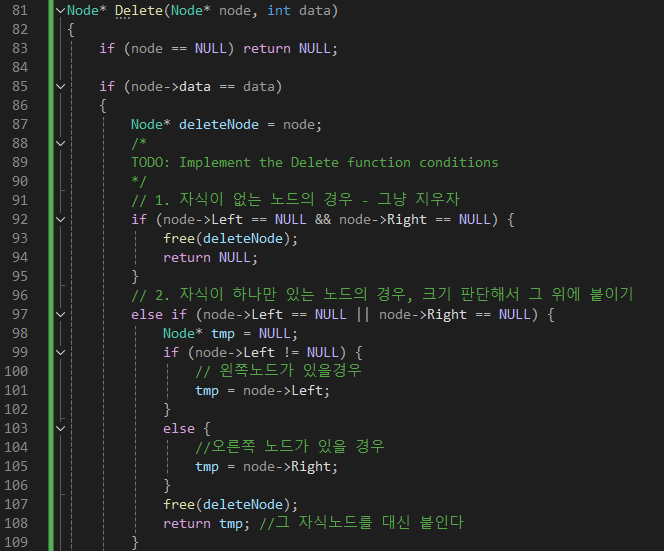 81 Node* Delete(Node* node, int data)
82 {
83     if (node == NULL) return NULL;
84
85     if (node->data == data)
86     {
87         Node* deleteNode = node;
88         /*
89         TODO: Implement the Delete function conditions
90         */
91         // 1. 자식이 없는 노드의 경우 - 그냥 지우자
92         if (node->Left == NULL && node->Right == NULL) {
93             free(deleteNode);
94             return NULL;
95         }
96         // 2. 자식이 하나만 있는 노드의 경우, 크기 판단해서 그 위에 붙이기
97         else if (node->Left == NULL || node->Right == NULL) {
98             Node* tmp = NULL;
99             if (node->Left != NULL) {
100                 // 왼쪽노드가 있을경우
101                 tmp = node->Left;
102             }
103             else {
104                 //오른쪽 노드가 있을 경우
105                 tmp = node->Right;
106             }
107             free(deleteNode);
108             return tmp; //그 자식노드를 대신 붙인다
109         }